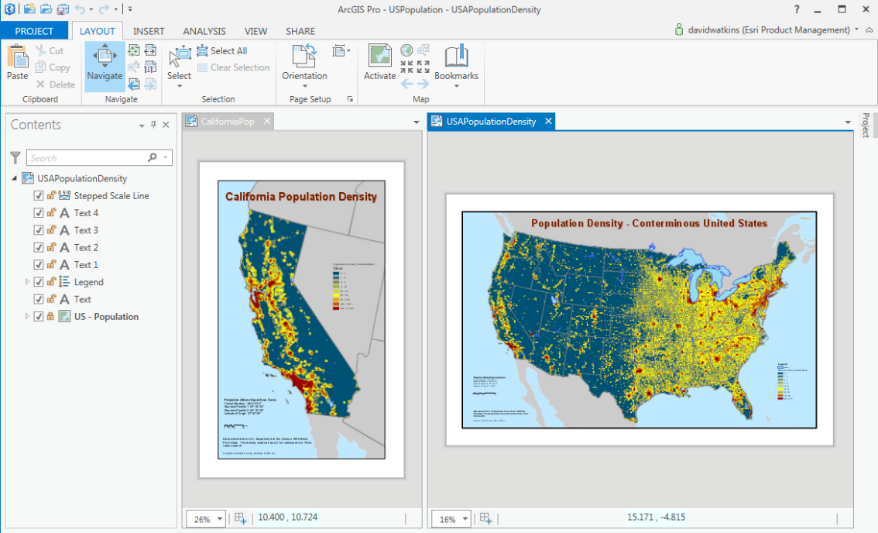 ArcGIS Pro - USPopulation - USAPopulationDensity
?
PROJECT LAYOUT INSERT ANALYSIS VIEW SHARE
davidwatkins (Esri Product Management)
Paste
Cut
Copy
Delete
Clipboard
Navigate
Navigate
Select
Select All
Clear Selection
Selection
Orientation
Page Setup
Activate
Bookmarks
Map
Contents
Search
USAPopulationDensity
Stepped Scale Line
Text 4
Text 3
Text 2
Text 1
Legend
Text
US - Population
CaliforniaPop
California Population Density
26%
10.400 , 10.724
USAPopulationDensity
Population Density - Conterminous United States
16%
15.171 , -4.815
Project